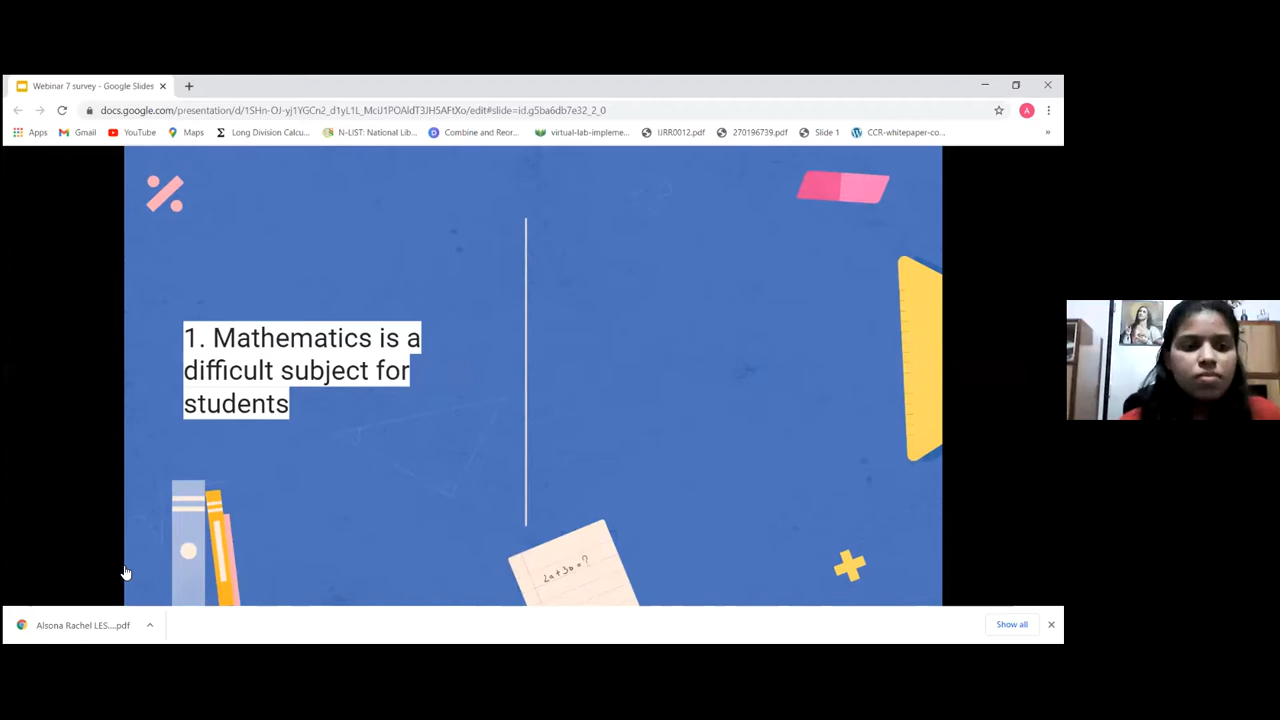 Webinar 7 survey - Google Slides
docs.google.com/presentation/d/1SHn-OJ-yj1YGCn2_d1yL1L_MciJ1POAldT3JH5AFtXo/edit#slide=id.g5ba6db7e32_2_0
A
Apps Gmail YouTube Maps Long Division Calcu... N-LIST: National Lib... Combine and Reor... virtual-lab-impleme... IJRR0012.pdf 270196739.pdf Slide 1 CCR-whitepaper-co... »
1. Mathematics is a
difficult subject for
students
2a+3b=?
Alsona Rachel LES....pdf
Show all